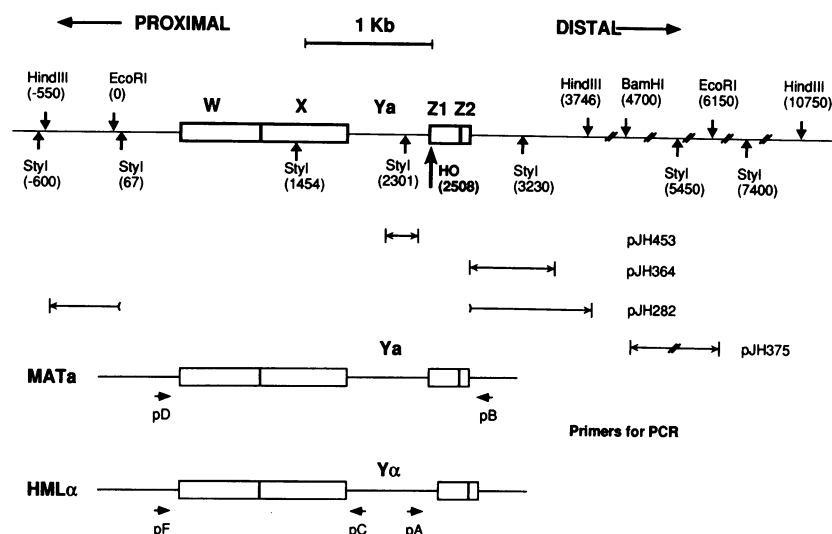 PROXIMAL
1 Kb
DISTAL
HindIII
(-550)
EcoRI
(0)
W
X
Ya
Z1 Z2
HindIII
(3746)
BamHI
(4700)
EcoRI
(6150)
HindIII
(10750)
StyI
(-600)
StyI
(67)
StyI
(1454)
StyI
(2301)
HO
(2508)
StyI
(3230)
StyI
(5450)
StyI
(7400)
pJH453
pJH364
pJH282
pJH375
Ya
MATa
pD
pB
Primers for PCR
Yα
HMLα
pF
pC
pA